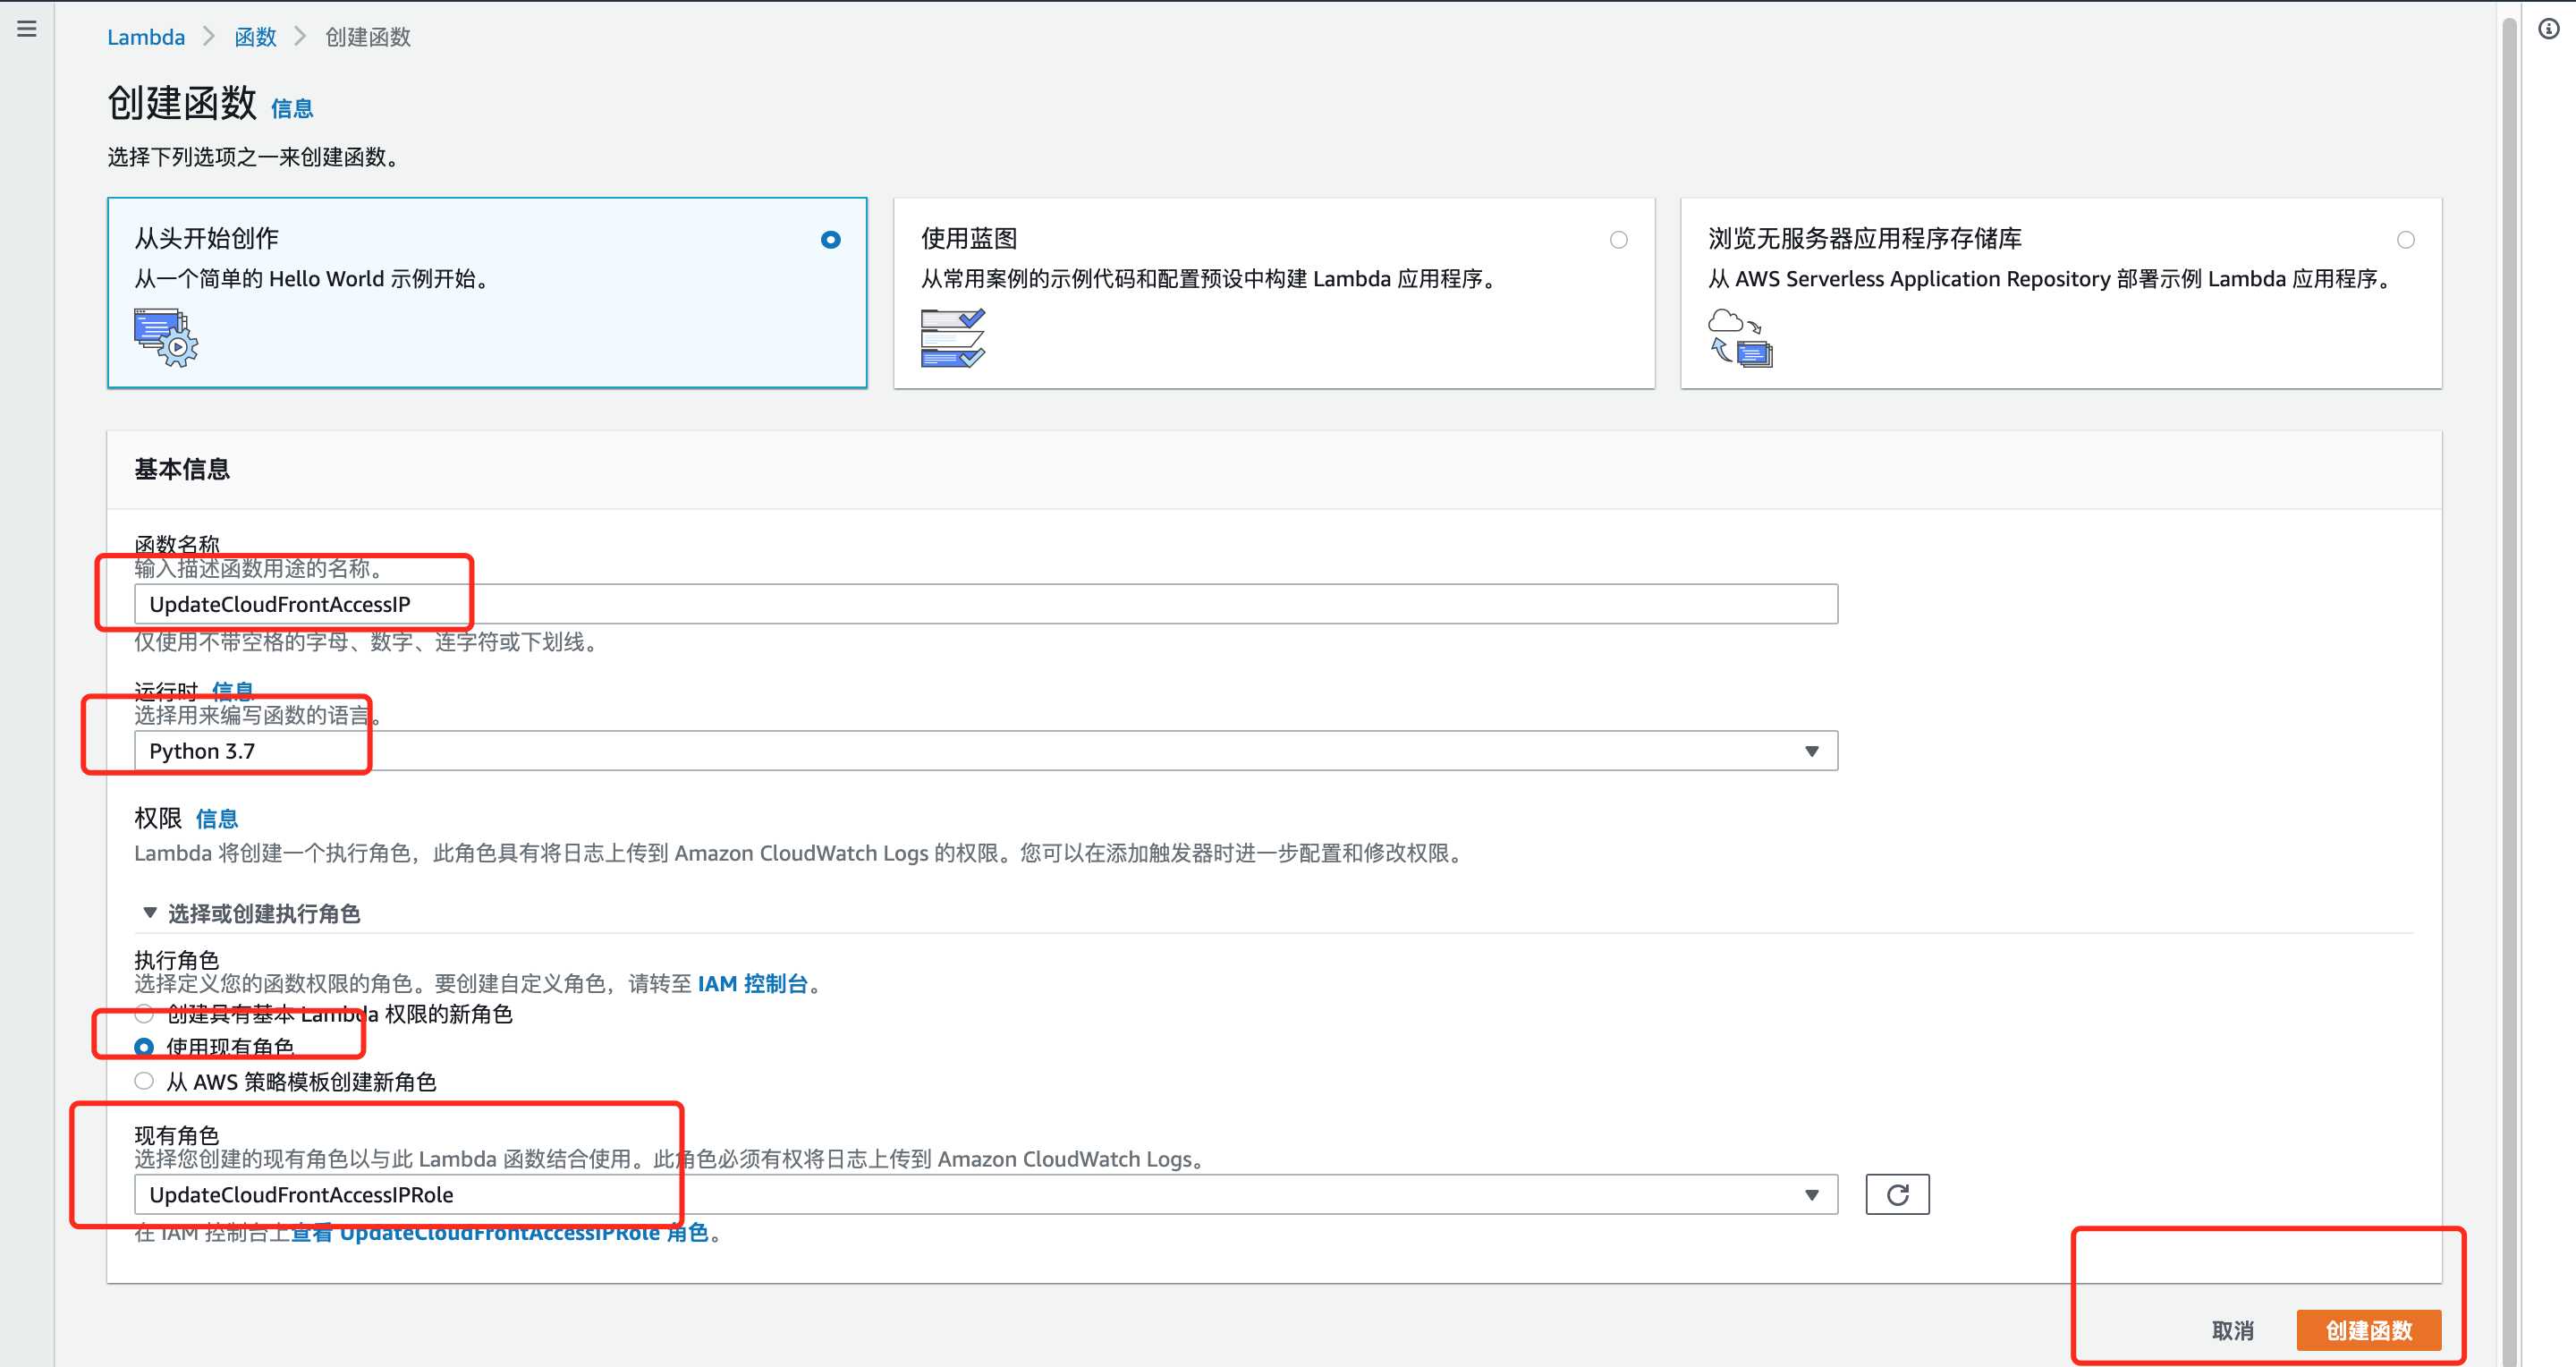 Lambda > 函数 > 创建函数
创建函数 信息
选择下列选项之一来创建函数。
从头开始创作
从一个简单的 Hello World 示例开始。
使用蓝图
从常用案例的示例代码和配置预设中构建 Lambda 应用程序。
浏览无服务器应用程序存储库
从 AWS Serverless Application Repository 部署示例 Lambda 应用程序。
基本信息
函数名称
输入描述函数用途的名称。
UpdateCloudFrontAccessIP
仅使用不带空格的字母、数字、连字符或下划线。
运行时 信息
选择用来编写函数的语言。
Python 3.7
权限 信息
Lambda 将创建一个执行角色，此角色具有将日志上传到 Amazon CloudWatch Logs 的权限。您可以在添加触发器时进一步配置和修改权限。
选择或创建执行角色
执行角色
选择定义您的函数权限的角色。要创建自定义角色，请转至 IAM 控制台。
创建具有基本 Lambda 权限的新角色
使用现有角色
从 AWS 策略模板创建新角色
现有角色
选择您创建的现有角色以与此 Lambda 函数结合使用。此角色必须有权将日志上传到 Amazon CloudWatch Logs。
UpdateCloudFrontAccessIPRole
在 IAM 控制台上查看 UpdateCloudFrontAccessIPRole 角色。
取消
创建函数